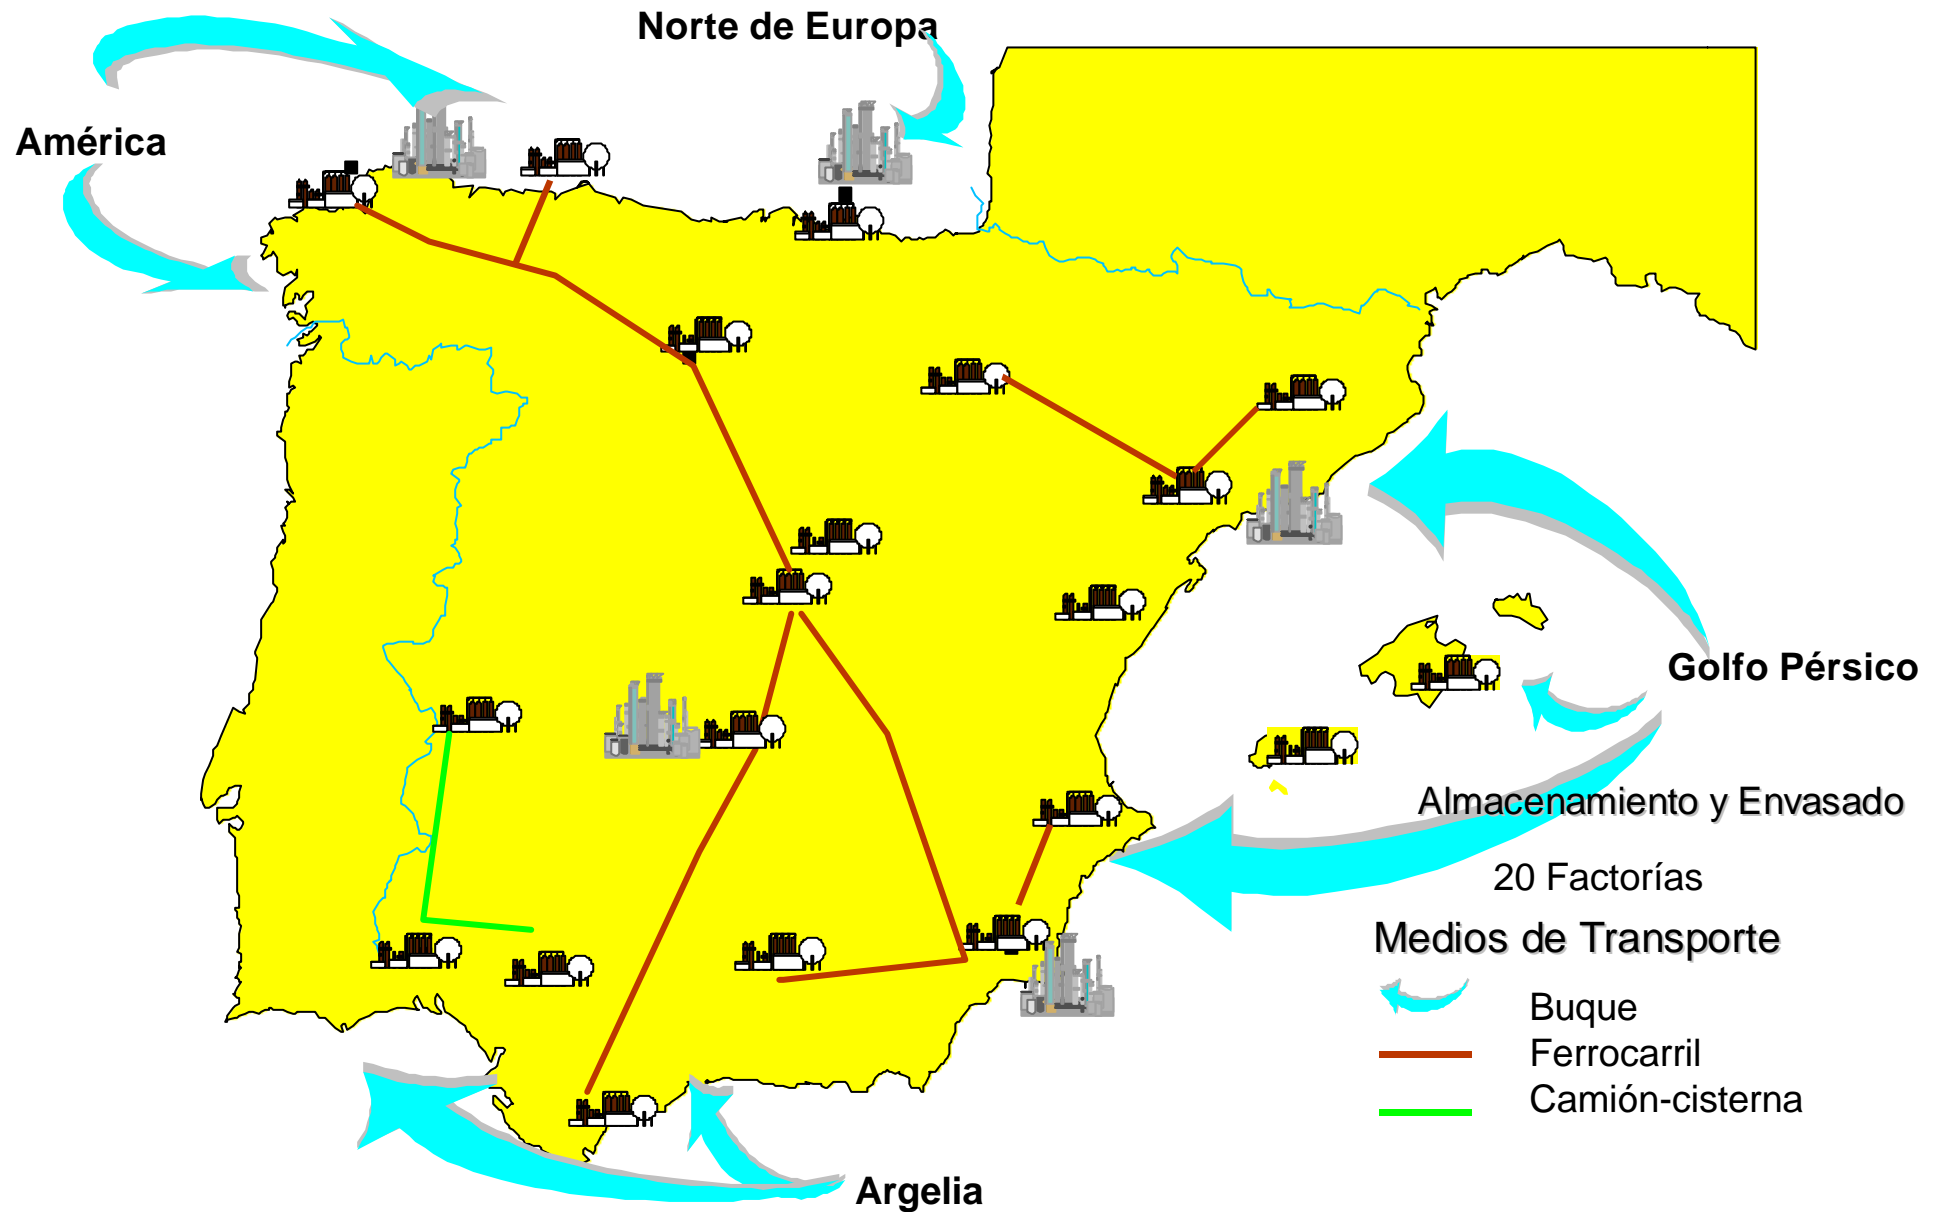 Norte de Europa
América
Golfo Pérsico
Almacenamiento y Envasado
20 Factorías
Medios de Transporte
Buque
Ferrocarril
Camión-cisterna
Argelia